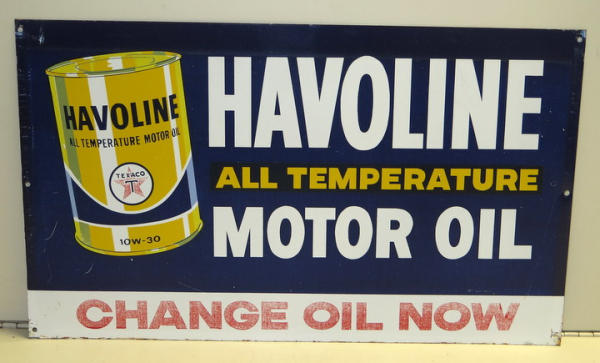 HAVOLINE
ALL TEMPERATURE MOTOR OIL
TEXACO
T
10W-30
HAVOLINE
ALL TEMPERATURE
MOTOR OIL
CHANGE OIL NOW